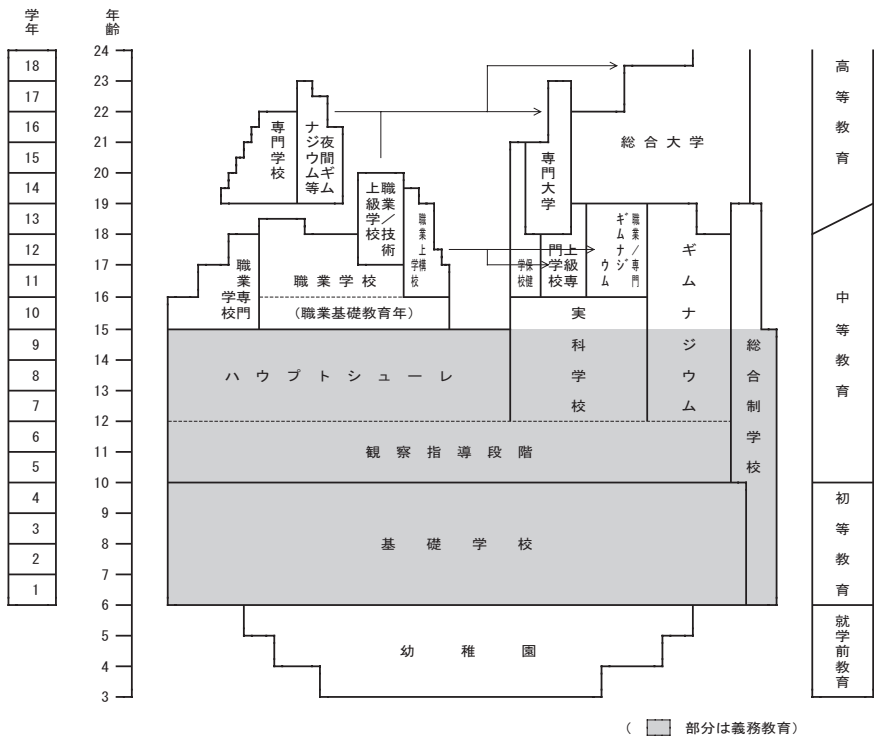 学年
年齢
24
18
23
17
22
16
21
15
20
14
19
13
18
12
17
11
16
10
15
9
14
8
13
7
12
6
11
5
10
4
9
3
8
2
7
1
6
5
4
3
専門学校
夜間ギム
ナジウム等
職業/技術
上級学校
職業上構
学校
職業専門
学校
職業学校
(職業基礎教育年)
専門大学
総合大学
保健
学校
上級専
門学校
職業/専門
ギムナジ
ウム
ギムナジウム
実科学校
総合制学校
ハウプトシューレ
観察指導段階
基礎学校
幼稚園
高等教育
中等教育
初等教育
就学前教育
( 部分は義務教育)